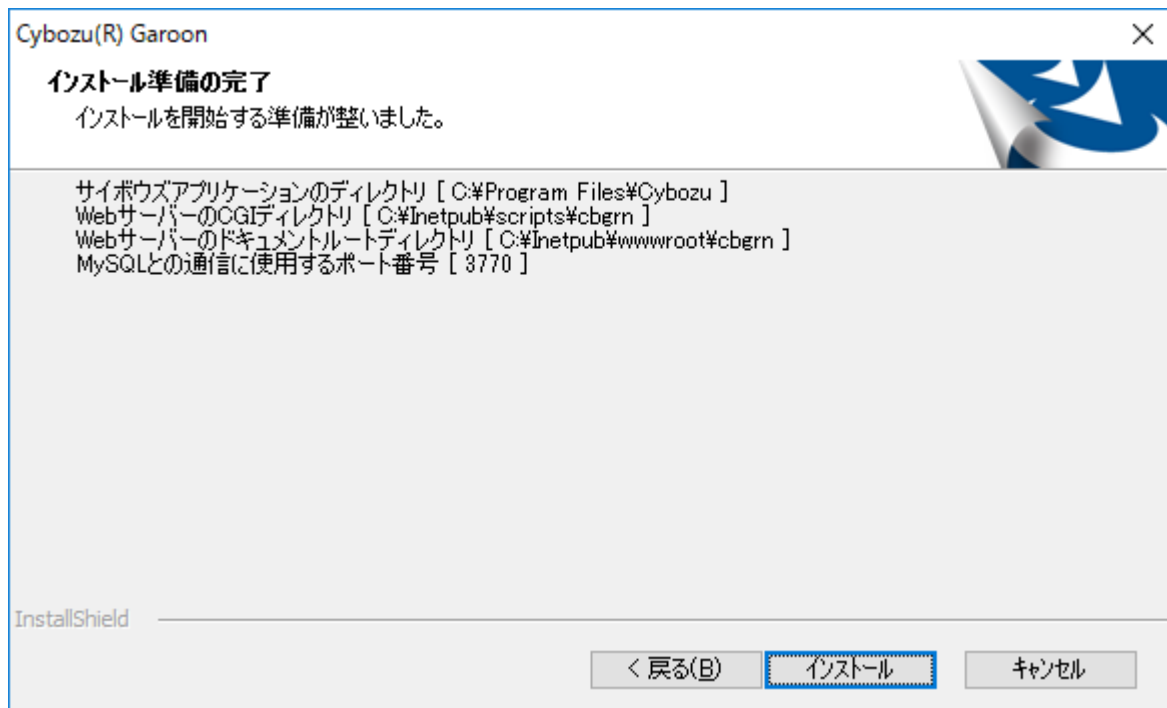 Cybozu(R) Garoon
インストール準備の完了
インストールを開始する準備が整いました。
サイボウズアプリケーションのディレクトリ [ C:¥Program Files¥Cybozu ]
WebサーバーのCGIディレクトリ [ C:¥Inetpub¥scripts¥cbgrn ]
Webサーバーのドキュメントルートディレクトリ [ C:¥Inetpub¥wwwroot¥cbgrn ]
MySQLとの通信に使用するポート番号 [ 3770 ]
InstallShield
< 戻る(B)
インストール
キャンセル